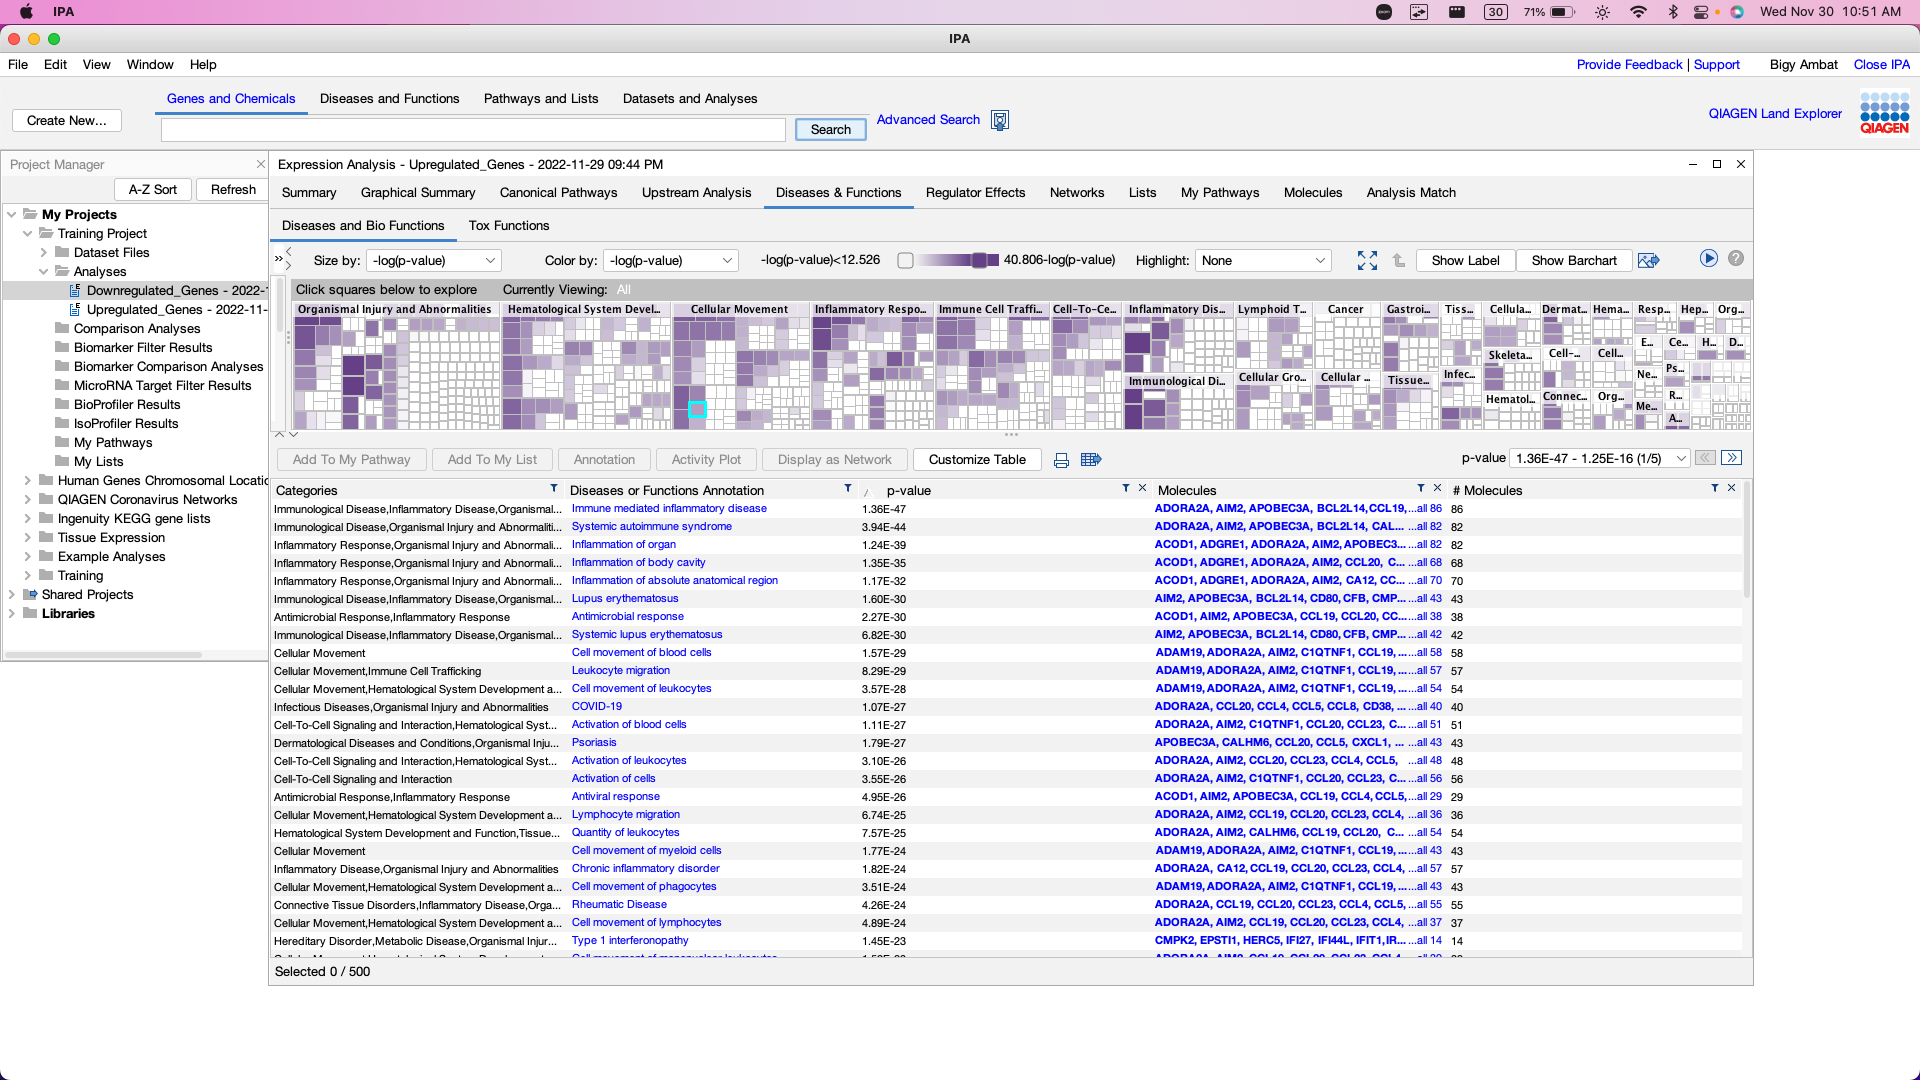 IPA
30
71%
Wed Nov 30 10:51 AM
IPA
File Edit View Window Help
Provide Feedback | Support Bigy Ambat Close IPA
Create New...
Genes and Chemicals Diseases and Functions Pathways and Lists Datasets and Analyses
Search
Advanced Search
QIAGEN Land Explorer
QIAGEN
Project Manager
A-Z Sort Refresh
My Projects
Training Project
Dataset Files
Analyses
Downregulated_Genes - 2022-1
Upregulated_Genes - 2022-11-
Comparison Analyses
Biomarker Filter Results
Biomarker Comparison Analyses
MicroRNA Target Filter Results
BioProfiler Results
IsoProfiler Results
My Pathways
My Lists
Human Genes Chromosomal Locatio
QIAGEN Coronavirus Networks
Ingenuity KEGG gene lists
Tissue Expression
Example Analyses
Training
Shared Projects
Libraries
Expression Analysis - Upregulated_Genes - 2022-11-29 09:44 PM
Summary Graphical Summary Canonical Pathways Upstream Analysis Diseases & Functions Regulator Effects Networks Lists My Pathways Molecules Analysis Match
Diseases and Bio Functions Tox Functions
Size by: -log(p-value) Color by: -log(p-value) -log(p-value)<12.526 40.806-log(p-value) Highlight: None Show Label Show Barchart
Click squares below to explore Currently Viewing: All
Organismal Injury and Abnormalities Hematological System Devel... Cellular Movement Inflammatory Respo... Immune Cell Traffi... Cell-To-Ce... Inflammatory Dis... Lymphoid T... Cancer Gastroi... Tiss... Cellula... Dermat... Hema... Resp... Hep... Org...
E... Ce... H... D...
Skeleta... Cell-... Cell...
Immunological Di... Cellular Gro... Cellular ... Tissue... Infec... Ne... Ps...
Hematol... Connec... Org... Me... R...
A...
Add To My Pathway Add To My List Annotation Activity Plot Display as Network Customize Table p-value 1.36E-47 - 1.25E-16 (1/5)
Categories Diseases or Functions Annotation p-value Molecules # Molecules
Immunological Disease,Inflammatory Disease,Organismal... Immune mediated inflammatory disease 1.36E-47 ADORA2A, AIM2, APOBEC3A, BCL2L14,CCL19,...all 86 86
Immunological Disease,Organismal Injury and Abnormaliti... Systemic autoimmune syndrome 3.94E-44 ADORA2A, AIM2, APOBEC3A, BCL2L14, CAL... ...all 82 82
Inflammatory Response,Organismal Injury and Abnormali... Inflammation of organ 1.24E-39 ACOD1, ADGRE1, ADORA2A, AIM2,APOBEC3... ...all 82 82
Inflammatory Response,Organismal Injury and Abnormali... Inflammation of body cavity 1.35E-35 ACOD1, ADGRE1, ADORA2A, AIM2, CCL20, C... ...all 68 68
Inflammatory Response,Organismal Injury and Abnormali... Inflammation of absolute anatomical region 1.17E-32 ACOD1, ADGRE1, ADORA2A, AIM2, CA12, CC... ...all 70 70
Immunological Disease,Inflammatory Disease,Organismal... Lupus erythematosus 1.60E-30 AIM2, APOBEC3A, BCL2L14, CD80,CFB, CMP... ...all 43 43
Antimicrobial Response,Inflammatory Response Antimicrobial response 2.27E-30 ACOD1, AIM2, APOBEC3A, CCL19, CCL20, CC... ...all 38 38
Immunological Disease,Inflammatory Disease,Organismal... Systemic lupus erythematosus 6.82E-30 AIM2, APOBEC3A, BCL2L14, CD80,CFB, CMP... ...all 42 42
Cellular Movement Cell movement of blood cells 1.57E-29 ADAM19, ADORA2A, AIM2, C1QTNF1, CCL19, ......all 58 58
Cellular Movement,Immune Cell Trafficking Leukocyte migration 8.29E-29 ADAM19, ADORA2A, AIM2, C1QTNF1, CCL19, ......all 57 57
Cellular Movement,Hematological System Development a... Cell movement of leukocytes 3.57E-28 ADAM19, ADORA2A, AIM2, C1QTNF1, CCL19, ......all 54 54
Infectious Diseases,Organismal Injury and Abnormalities COVID-19 1.07E-27 ADORA2A, CCL20, CCL4, CCL5, CCL8, CD38, ... ...all 40 40
Cell-To-Cell Signaling and Interaction,Hematological Syst... Activation of blood cells 1.11E-27 ADORA2A, AIM2, C1QTNF1, CCL20, CCL23, C... ...all 51 51
Dermatological Diseases and Conditions,Organismal Inju... Psoriasis 1.79E-27 APOBEC3A, CALHM6, CCL20, CCL5, CXCL1, ... ...all 43 43
Cell-To-Cell Signaling and Interaction,Hematological Syst... Activation of leukocytes 3.10E-26 ADORA2A, AIM2, CCL20, CCL23, CCL4, CCL5, ...all 48 48
Cell-To-Cell Signaling and Interaction Activation of cells 3.55E-26 ADORA2A, AIM2, C1QTNF1, CCL20, CCL23, C... ...all 56 56
Antimicrobial Response,Inflammatory Response Antiviral response 4.95E-26 ACOD1, AIM2, APOBEC3A, CCL19, CCL4,CCL5,...all 29 29
Cellular Movement,Hematological System Development a... Lymphocyte migration 6.74E-25 ADORA2A, AIM2, CCL19, CCL20, CCL23, CCL4, ...all 36 36
Hematological System Development and Function,Tissue... Quantity of leukocytes 7.57E-25 ADORA2A, AIM2, CALHM6, CCL19, CCL20, C... ...all 54 54
Cellular Movement Cell movement of myeloid cells 1.77E-24 ADAM19, ADORA2A, AIM2, C1QTNF1, CCL19, ......all 43 43
Inflammatory Disease,Organismal Injury and Abnormalities Chronic inflammatory disorder 1.82E-24 ADORA2A, CA12, CCL19, CCL20, CCL23, CCL4, ...all 57 57
Cellular Movement,Hematological System Development a... Cell movement of phagocytes 3.51E-24 ADAM19, ADORA2A, AIM2, C1QTNF1, CCL19, ......all 43 43
Connective Tissue Disorders,Inflammatory Disease,Orga... Rheumatic Disease 4.26E-24 ADORA2A, CCL19, CCL20, CCL23, CCL4, CCL5,...all 55 55
Cellular Movement,Hematological System Development a... Cell movement of lymphocytes 4.89E-24 ADORA2A, AIM2, CCL19, CCL20, CCL23, CCL4, ...all 37 37
Hereditary Disorder,Metabolic Disease,Organismal Injur... Type 1 interferonopathy 1.45E-23 CMPK2, EPSTI1, HERC5, IFI27, IFI44L, IFIT1,IR... ...all 14 14
Selected 0 / 500